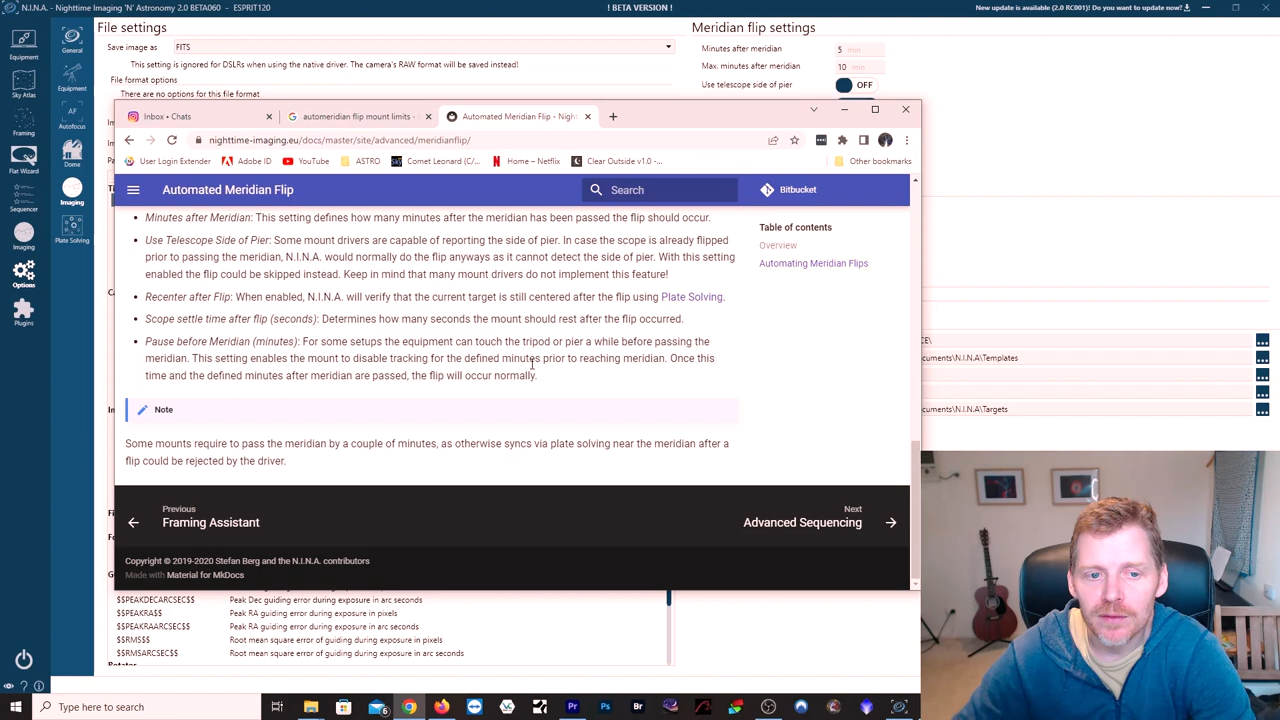 N.I.N.A. - Nighttime Imaging 'N' Astronomy 2.0 BETA060 - ESPRIT120
! BETA VERSION !
New update is available (2.0 RC001)! Do you want to update now?
General
Equipment
Equipment
Sky Atlas
Autofocus
Framing
Dome
Flat Wizard
Imaging
Sequencer
Plate Solving
Imaging
Options
Plugins
File settings
Save image as
FITS
This setting is ignored for DSLRs when using the native driver. The camera's RAW format will be saved instead!
File format options
There are no options for this file format
Meridian flip settings
Minutes after meridian
5 min
Max. minutes after meridian
10 min
Use telescope side of pier
OFF
Inbox • Chats
automeridian flip mount limits -
Automated Meridian Flip - Night
nighttime-imaging.eu/docs/master/site/advanced/meridianflip/
User Login Extender
Adobe ID
YouTube
ASTRO
Comet Leonard (C/...
Home – Netflix
Clear Outside v1.0 -...
Other bookmarks
Automated Meridian Flip
Search
Bitbucket
Minutes after Meridian: This setting defines how many minutes after the meridian has been passed the flip should occur.
Use Telescope Side of Pier: Some mount drivers are capable of reporting the side of pier. In case the scope is already flipped
prior to passing the meridian, N.I.N.A. would normally do the flip anyways as it cannot detect the side of pier. With this setting
enabled the flip could be skipped instead. Keep in mind that many mount drivers do not implement this feature!
Recenter after Flip: When enabled, N.I.N.A. will verify that the current target is still centered after the flip using Plate Solving.
Scope settle time after flip (seconds): Determines how many seconds the mount should rest after the flip occurred.
Pause before Meridian (minutes): For some setups the equipment can touch the tripod or pier a while before passing the
meridian. This setting enables the mount to disable tracking for the defined minutes prior to reaching meridian. Once this
time and the defined minutes after meridian are passed, the flip will occur normally.
Note
Some mounts require to pass the meridian by a couple of minutes, as otherwise syncs via plate solving near the meridian after a
flip could be rejected by the driver.
Table of contents
Overview
Automating Meridian Flips
Previous
Framing Assistant
Next
Advanced Sequencing
Copyright © 2019-2020 Stefan Berg and the N.I.N.A. contributors
Made with Material for MkDocs
CE\
cuments\N.I.N.A\Templates
cuments\N.I.N.A\Targets
$$PEAKDECARCSEC$$ Peak Dec guiding error during exposure in arc seconds
$$PEAKRA$$ Peak RA guiding error during exposure in pixels
$$PEAKRAARCSEC$$ Peak RA guiding error during exposure in arc seconds
$$RMS$$ Root mean square error of guiding during exposure in pixels
$$RMSARCSEC$$ Root mean square error of guiding during exposure in arc seconds
Rotator
Type here to search